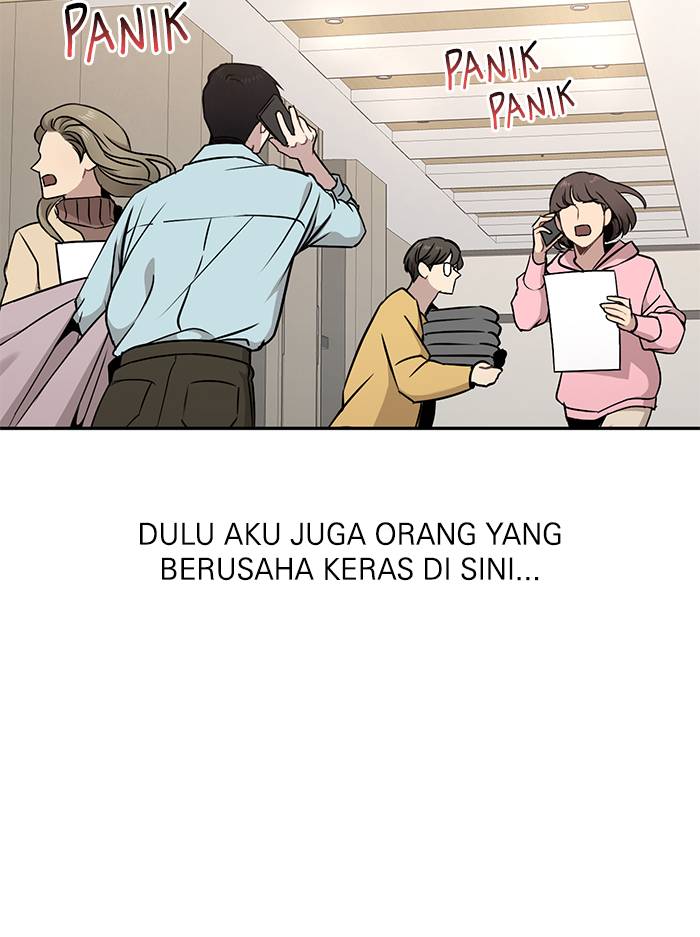 PANIK
PANIK
PANIK
DULU AKU JUGA ORANG YANG
BERUSAHA KERAS DI SINI...